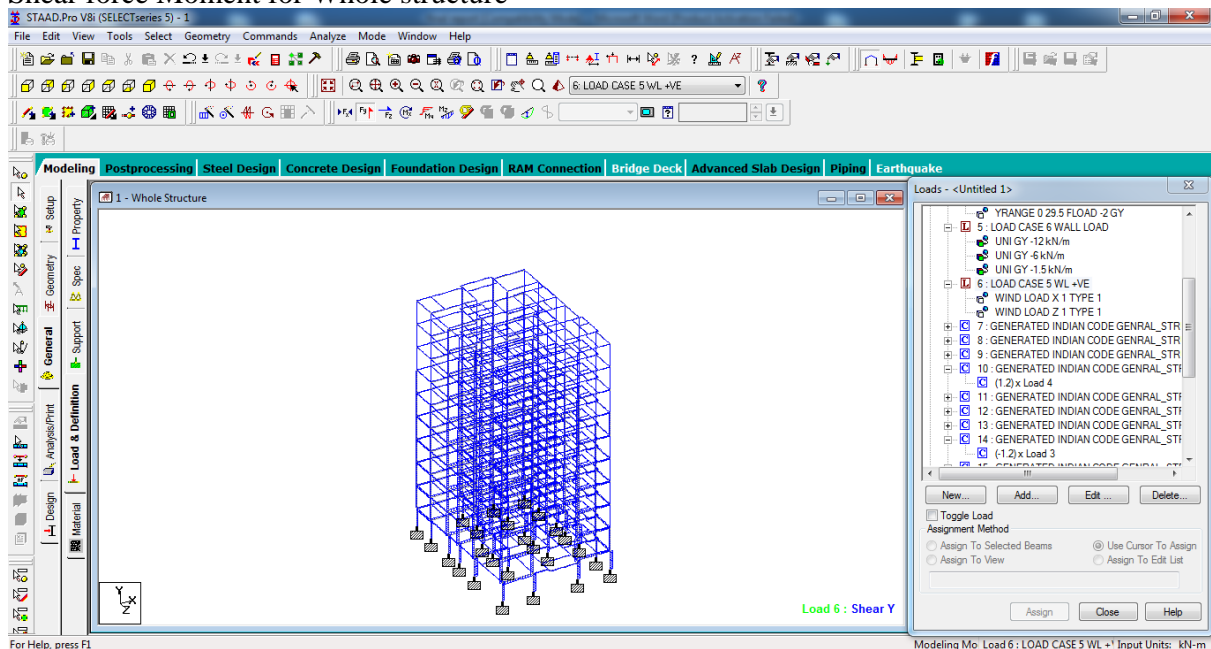 Shear force Moment for Whole structure
STAAD.Pro V8i (SELECTseries 5) - 1
File Edit View Tools Select Geometry Commands Analyze Mode Window Help
6: LOAD CASE 5 WL +VE
Modeling Postprocessing Steel Design Concrete Design Foundation Design RAM Connection Bridge Deck Advanced Slab Design Piping Earthquake
Setup
Geometry
General
Analysis/Print
Design
Property
Spec
Support
Load & Definition
Material
1 - Whole Structure
Y
X
Z
Load 6 : Shear Y
Loads - <Untitled 1>
YRANGE 0 29.5 FLOAD -2 GY
5 : LOAD CASE 6 WALL LOAD
UNI GY -12 kN/m
UNI GY -6 kN/m
UNI GY -1.5 kN/m
6 : LOAD CASE 5 WL +VE
WIND LOAD X 1 TYPE 1
WIND LOAD Z 1 TYPE 1
7 : GENERATED INDIAN CODE GENRAL_STR
8 : GENERATED INDIAN CODE GENRAL_STR
9 : GENERATED INDIAN CODE GENRAL_STR
10 : GENERATED INDIAN CODE GENRAL_STR
(1.2) x Load 4
11 : GENERATED INDIAN CODE GENRAL_STR
12 : GENERATED INDIAN CODE GENRAL_STR
13 : GENERATED INDIAN CODE GENRAL_STR
14 : GENERATED INDIAN CODE GENRAL_STR
(-1.2) x Load 3
New... Add... Edit ... Delete...
Toggle Load
Assignment Method
Assign To Selected Beams Use Cursor To Assign
Assign To View Assign To Edit List
Assign Close Help
For Help, press F1
Modeling Mo Load 6 : LOAD CASE 5 WL +' Input Units: kN-m